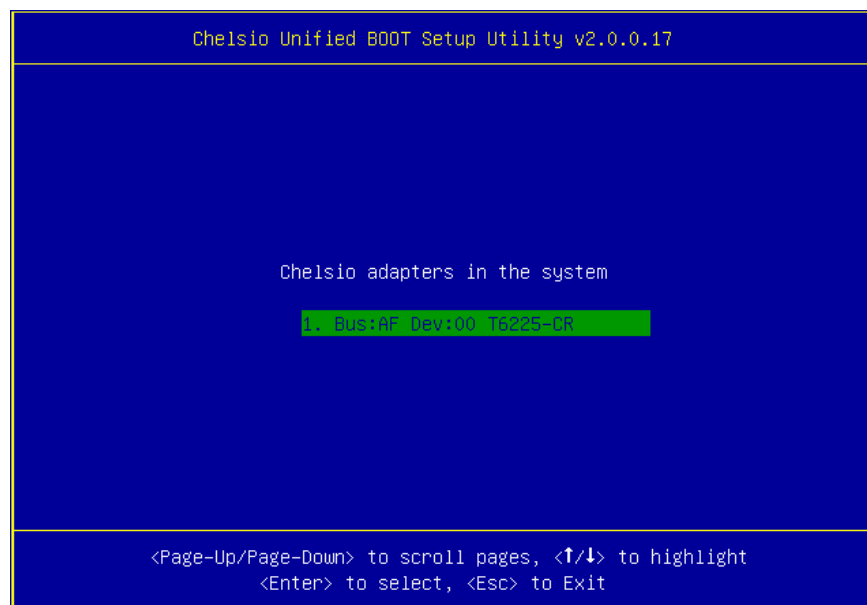 Chelsio Unified BOOT Setup Utility v2.0.0.17
Chelsio adapters in the system
1. Bus:AF Dev:00 T6225-CR
<Page-Up/Page-Down> to scroll pages, <↑/↓> to highlight
<Enter> to select, <Esc> to Exit